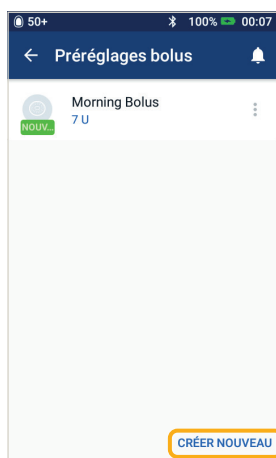 50+ 100% 00:07
Préréglages bolus
Morning Bolus
NOUV... 7 U
CRÉER NOUVEAU